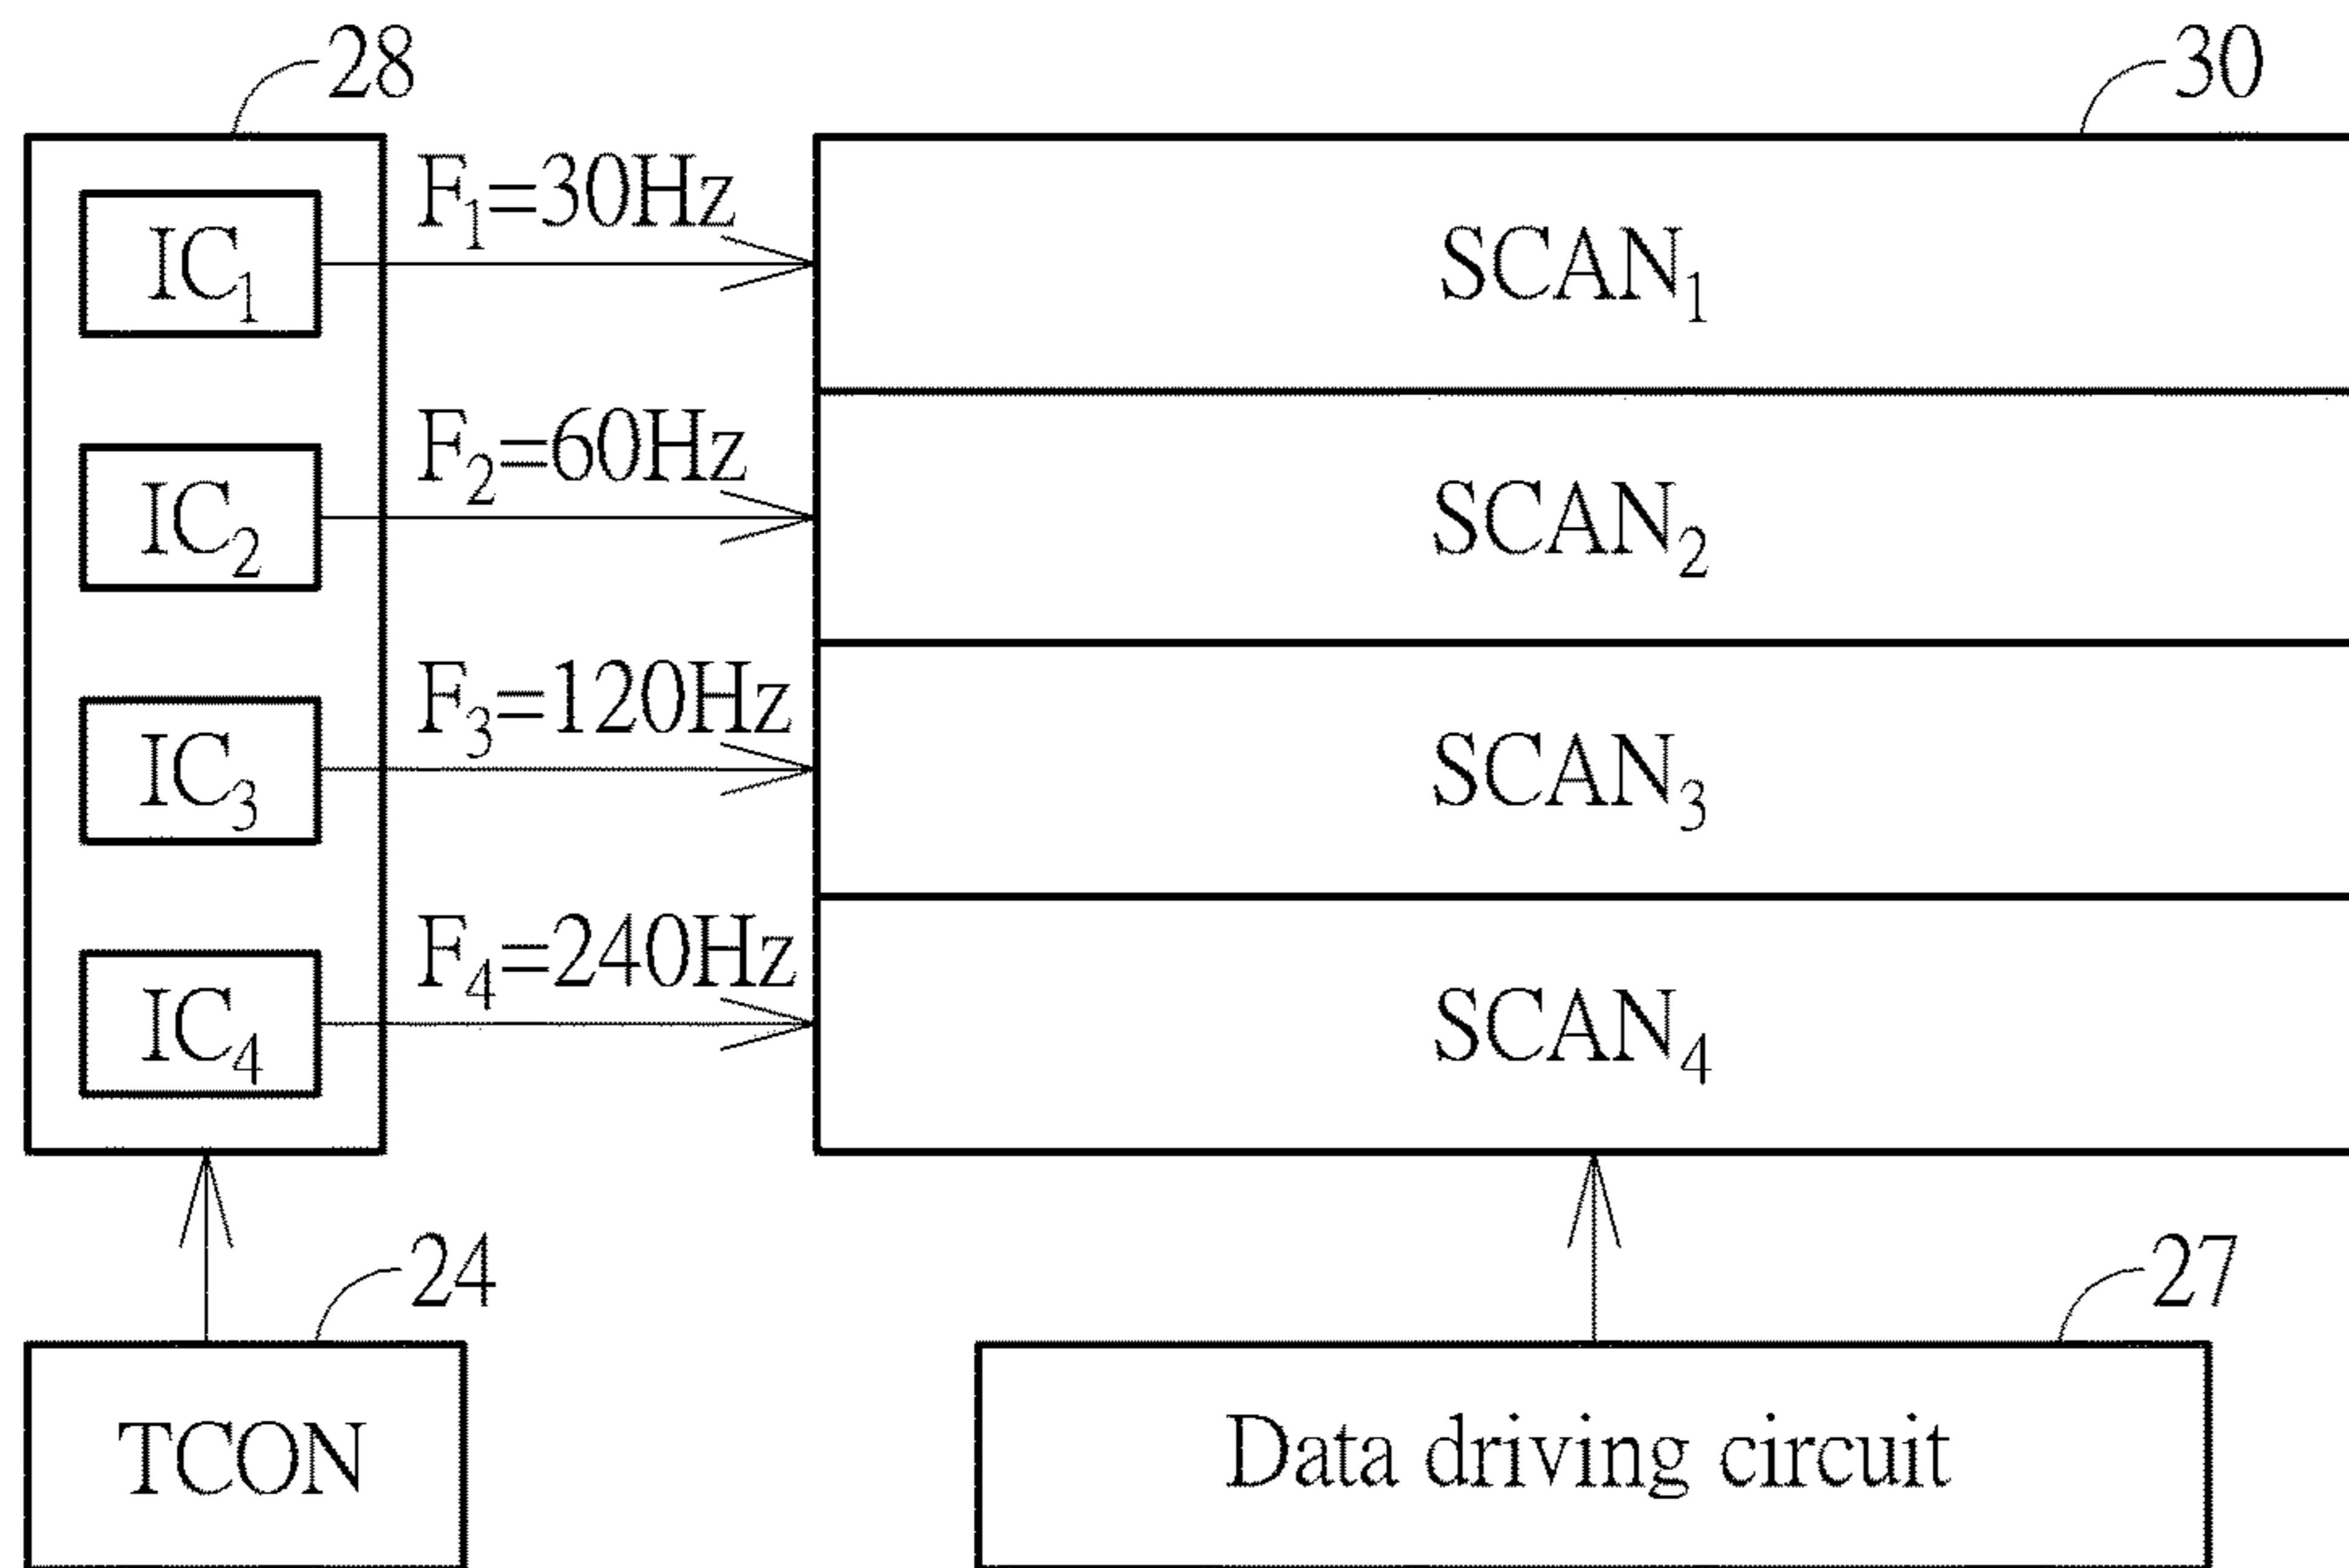 28
30
F₁=30Hz
IC₁
SCAN₁
F₂=60Hz
IC₂
SCAN₂
F₃=120Hz
IC₃
SCAN₃
F₄=240Hz
IC₄
SCAN₄
24
27
TCON
Data driving circuit